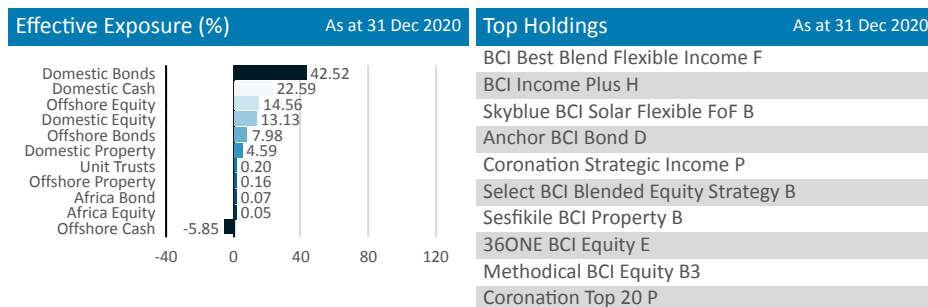 Effective Exposure (%) As at 31 Dec 2020
Domestic Bonds 42.52
Domestic Cash 22.59
Offshore Equity 14.56
Domestic Equity 13.13
Offshore Bonds 7.98
Domestic Property 4.59
Unit Trusts 0.20
Offshore Property 0.16
Africa Bond 0.07
Africa Equity 0.05
Offshore Cash -5.85
-40 0 40 80 120
Top Holdings As at 31 Dec 2020
BCI Best Blend Flexible Income F
BCI Income Plus H
Skyblue BCI Solar Flexible FoF B
Anchor BCI Bond D
Coronation Strategic Income P
Select BCI Blended Equity Strategy B
Sesfikile BCI Property B
36ONE BCI Equity E
Methodical BCI Equity B3
Coronation Top 20 P